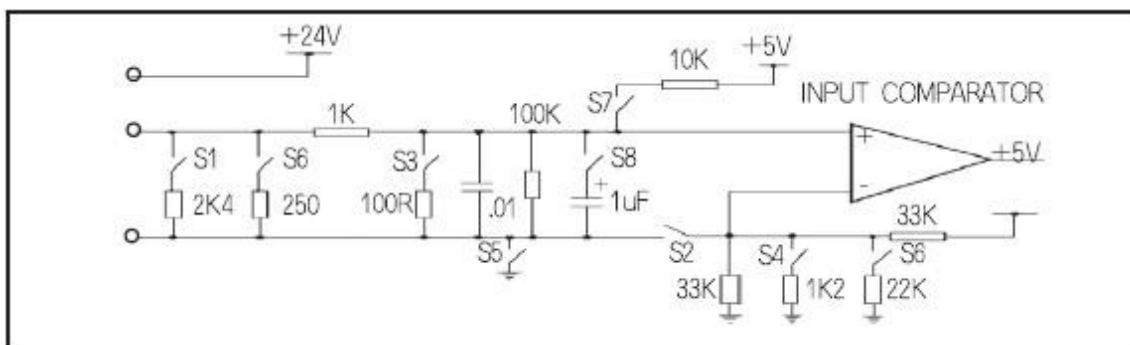 +24V
+5V
10K
INPUT COMPARATOR
S7
1K
100K
+
+5V
S1
S6
S3
S8
-
2K4
250
100R
.01
+
1uF
33K
S5
S2
S4
S6
33K
1K2
22K